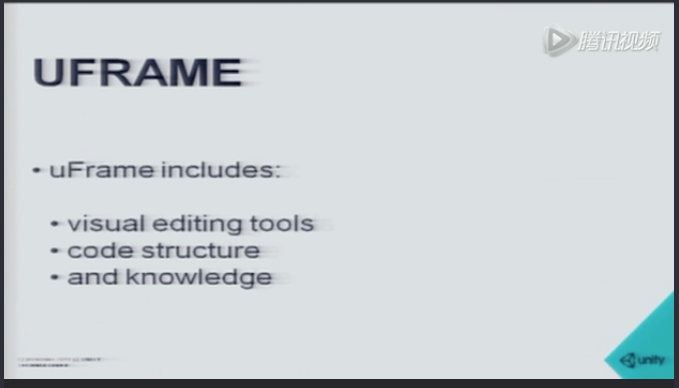 腾讯视频
UFRAME
• uFrame includes:
• visual editing tools
• code structure
• and knowledge
unity